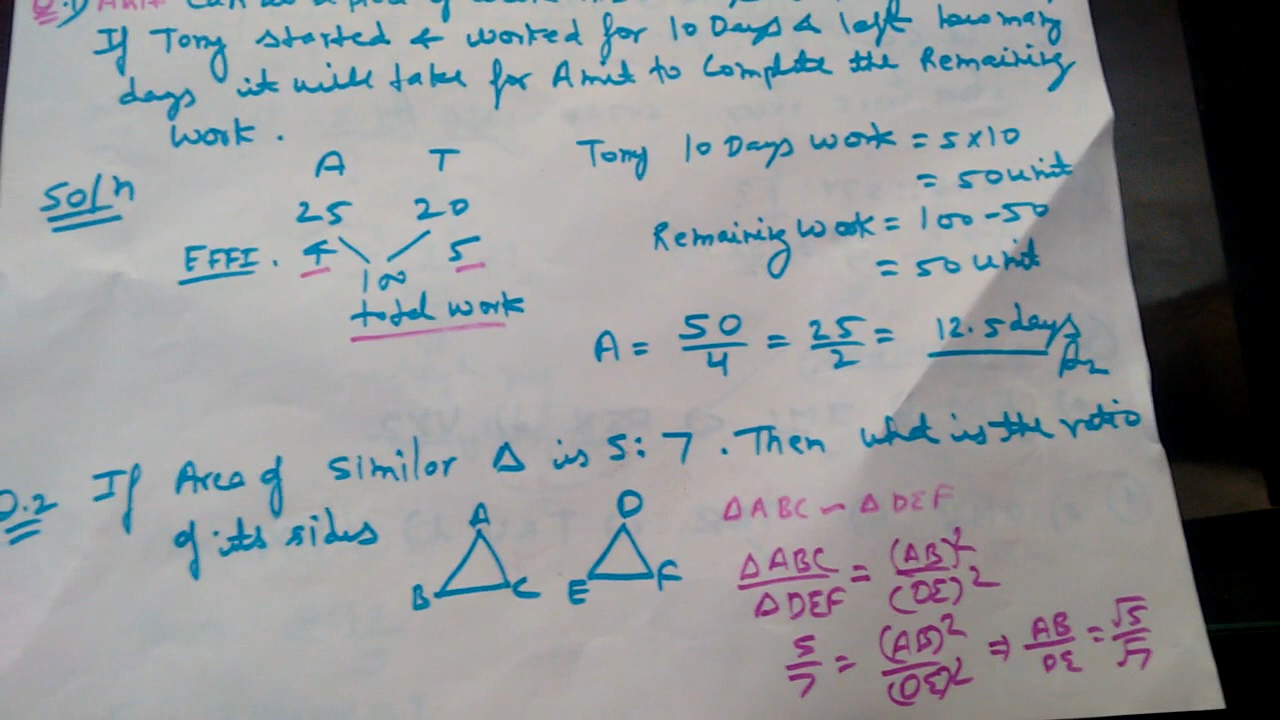 If Tony started & worked for 10 Days & left how many
days it will take for Amit to Complete the Remaining
work.
Soln
A T
25 20
EFFI. 4 5
100
total work
Tony 10 Days work = 5x10
= 50 unit
Remaining work = 100-50
= 50 unit
A = 50/4 = 25/2 = 12.5 days
Q.2 If Area of similar Δ is 5:7. Then what is the ratio
of its sides
A
B C
D
E F
Δ ABC ~ Δ DEF
Δ ABC / Δ DEF = (AB)² / (DE)²
5/7 = (AB)² / (DE)² ⇒ AB/DE = √5/√7